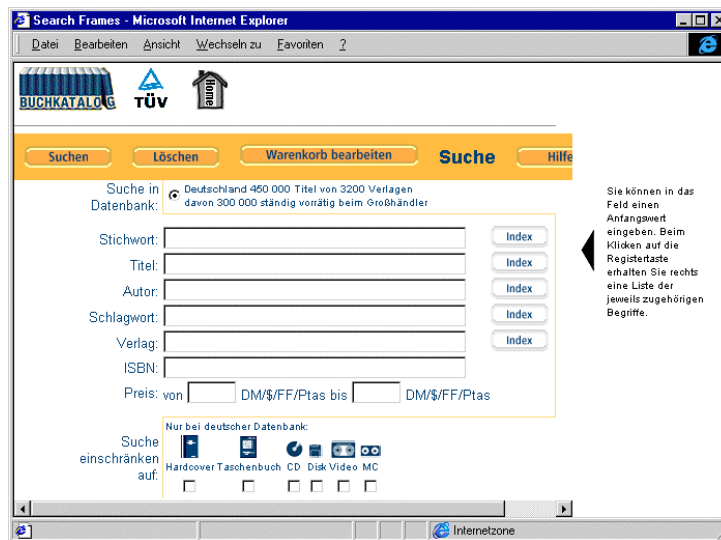 Search Frames - Microsoft Internet Explorer
Datei Bearbeiten Ansicht Wechseln zu Favoriten ?
BUCHKATALOG TÜV Home
Suchen Löschen Warenkorb bearbeiten Suche Hilfe
Suche in Datenbank:
Deutschland 450 000 Titel von 3200 Verlagen
davon 300 000 ständig vorrätig beim Großhändler
Stichwort: Index
Titel: Index
Autor: Index
Schlagwort: Index
Verlag: Index
ISBN:
Preis: von DM/$/FF/Ptas bis DM/$/FF/Ptas
Suche
einschränken
auf:
Nur bei deutscher Datenbank:
Hardcover Taschenbuch CD Disk Video MC
Sie können in das
Feld einen
Anfangswert
eingeben. Beim
Klicken auf die
Registertaste
erhalten Sie rechts
eine Liste der
jeweils zugehörigen
Begriffe.
Internetzone